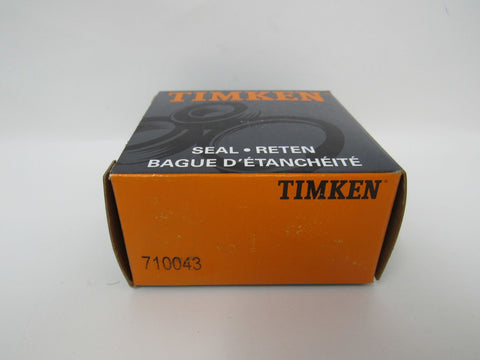 TIMKEN
SEAL • RETEN
BAGUE D'ÉTANCHÉITÉ
TIMKEN
710043